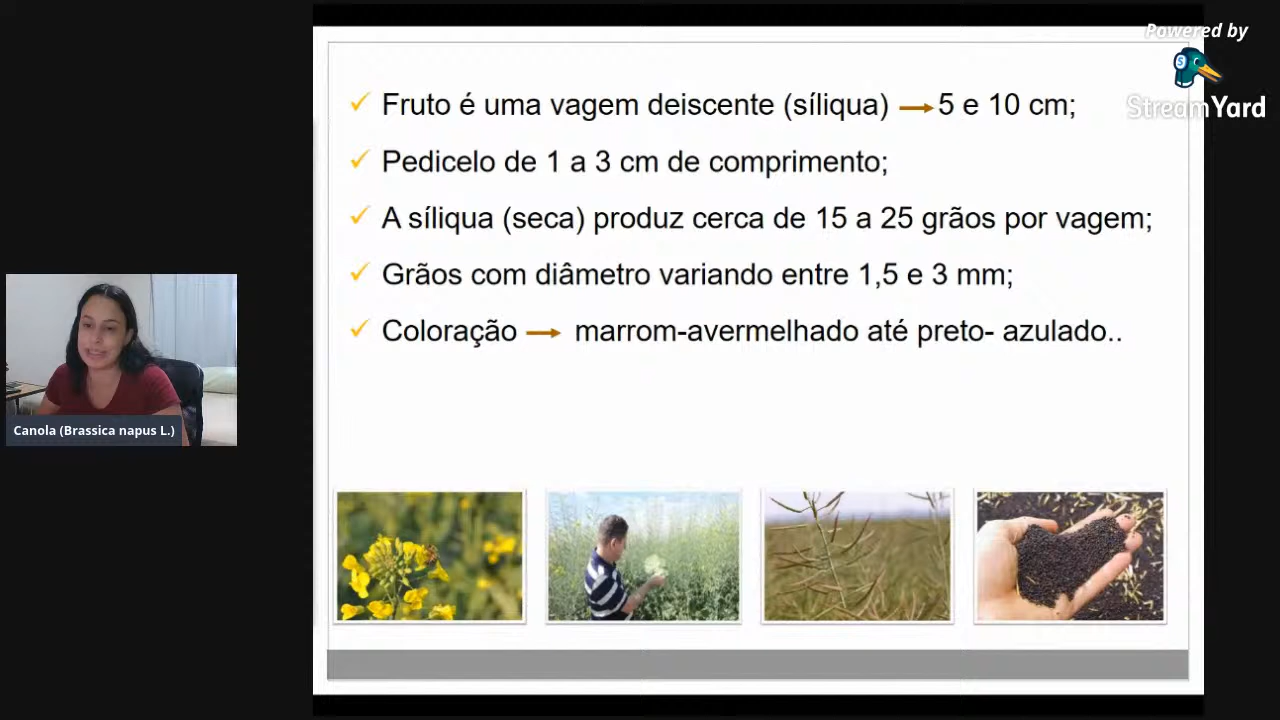 Powered by
StreamYard
Fruto é uma vagem deiscente (síliqua) → 5 e 10 cm;
Pedicelo de 1 a 3 cm de comprimento;
A síliqua (seca) produz cerca de 15 a 25 grãos por vagem;
Grãos com diâmetro variando entre 1,5 e 3 mm;
Coloração → marrom-avermelhado até preto- azulado..
Canola (Brassica napus L.)